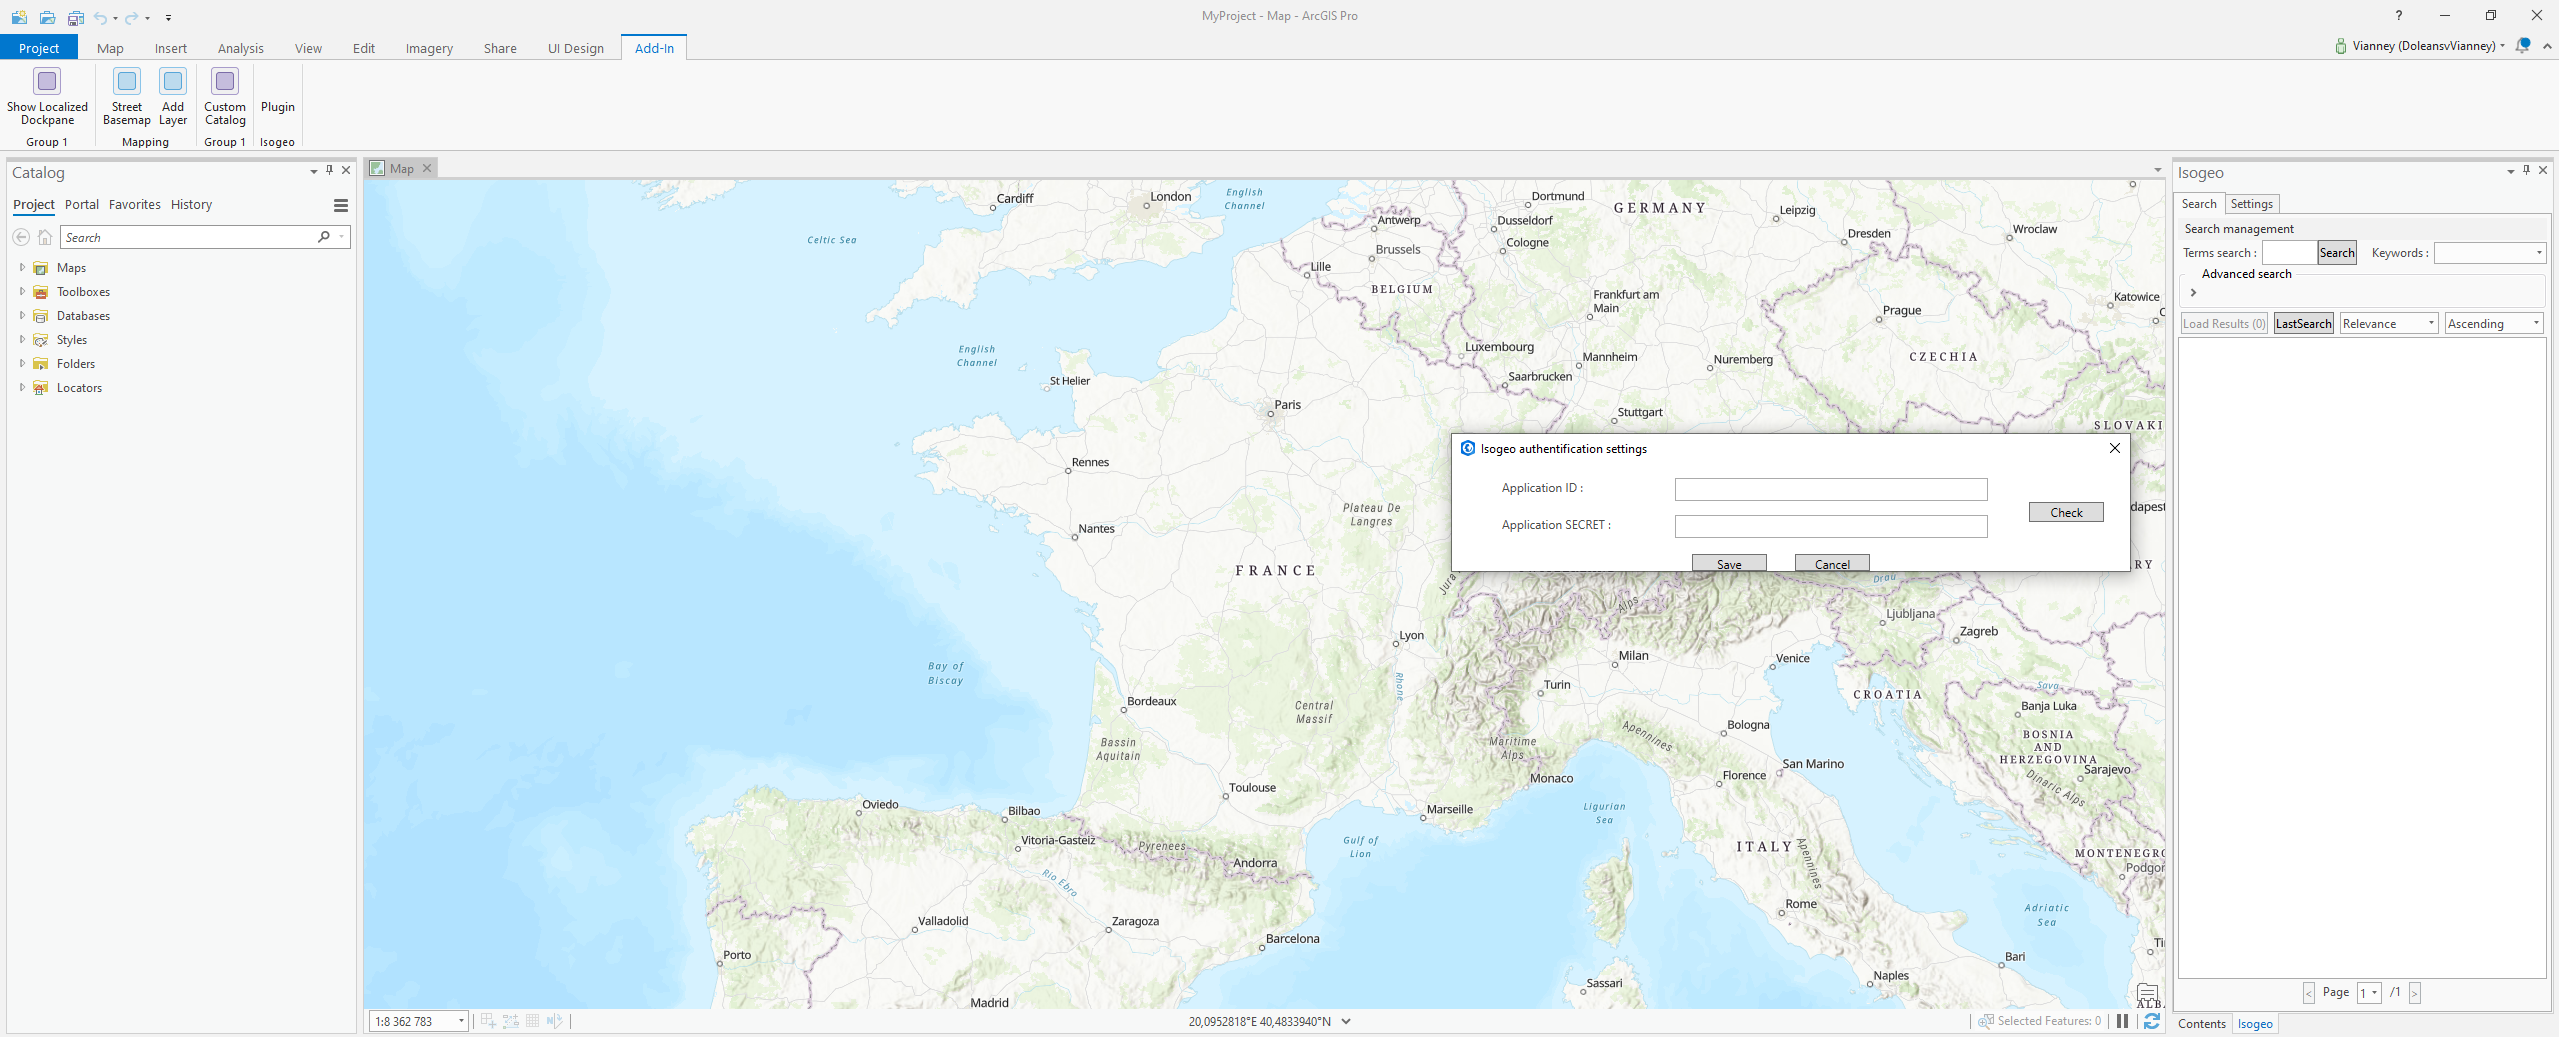 MyProject - Map - ArcGIS Pro
?
Project Map Insert Analysis View Edit Imagery Share UI Design Add-In
Vianney (DoleansvVianney)
Show Localized Dockpane
Street Basemap
Add Layer
Custom Catalog
Plugin
Group 1 Mapping Group 1 Isogeo
Catalog
Project Portal Favorites History
Search
Maps
Toolboxes
Databases
Styles
Folders
Locators
Map
Cardiff
London
English Channel
Celtic Sea
Dortmund
GERMANY
Leipzig
Antwerp
Dusseldorf
Brussels
Cologne
Dresden
Wroclaw
Lille
BELGIUM
Frankfurt am Main
Prague
Katowice
English Channel
Luxembourg
Mannheim
Nuremberg
CZECHIA
St Helier
Saarbrucken
Paris
Stuttgart
SLOVAKI
Rennes
Plateau De Langres
Nantes
FRANCE
Jura
dapest
RY
Drau
Alps
Ljubljana
Zagreb
Lyon
Milan
Venice
Bay of Biscay
Rhone
Turin
CROATIA
Sava
Bordeaux
Central Massif
Banja Luka
Bologna
Bassin Aquitain
Maritime Alps
Apennines
BOSNIA AND HERZEGOVINA
San Marino
Florence
Monaco
Sarajevo
Dinaric Alps
Toulouse
Oviedo
Bilbao
Marseille
Ligurian Sea
Vitoria-Gasteiz
Pyrenees
Gulf of Lion
Andorra
ITALY
Apennines
MONTENEGRO
Podgor
Rio Ebro
Rome
Adriatic Sea
Valladolid
Zaragoza
Barcelona
Porto
Bari
Ti
Naples
Sassari
Madrid
ALB
Isogeo authentification settings
Application ID :
Application SECRET :
Check
Save Cancel
Isogeo
Search Settings
Search management
Terms search : Search Keywords :
Advanced search
Load Results (0) LastSearch Relevance Ascending
< Page 1 /1 >
1:8 362 783
20,0952818°E 40,4833940°N
Selected Features: 0
Contents Isogeo